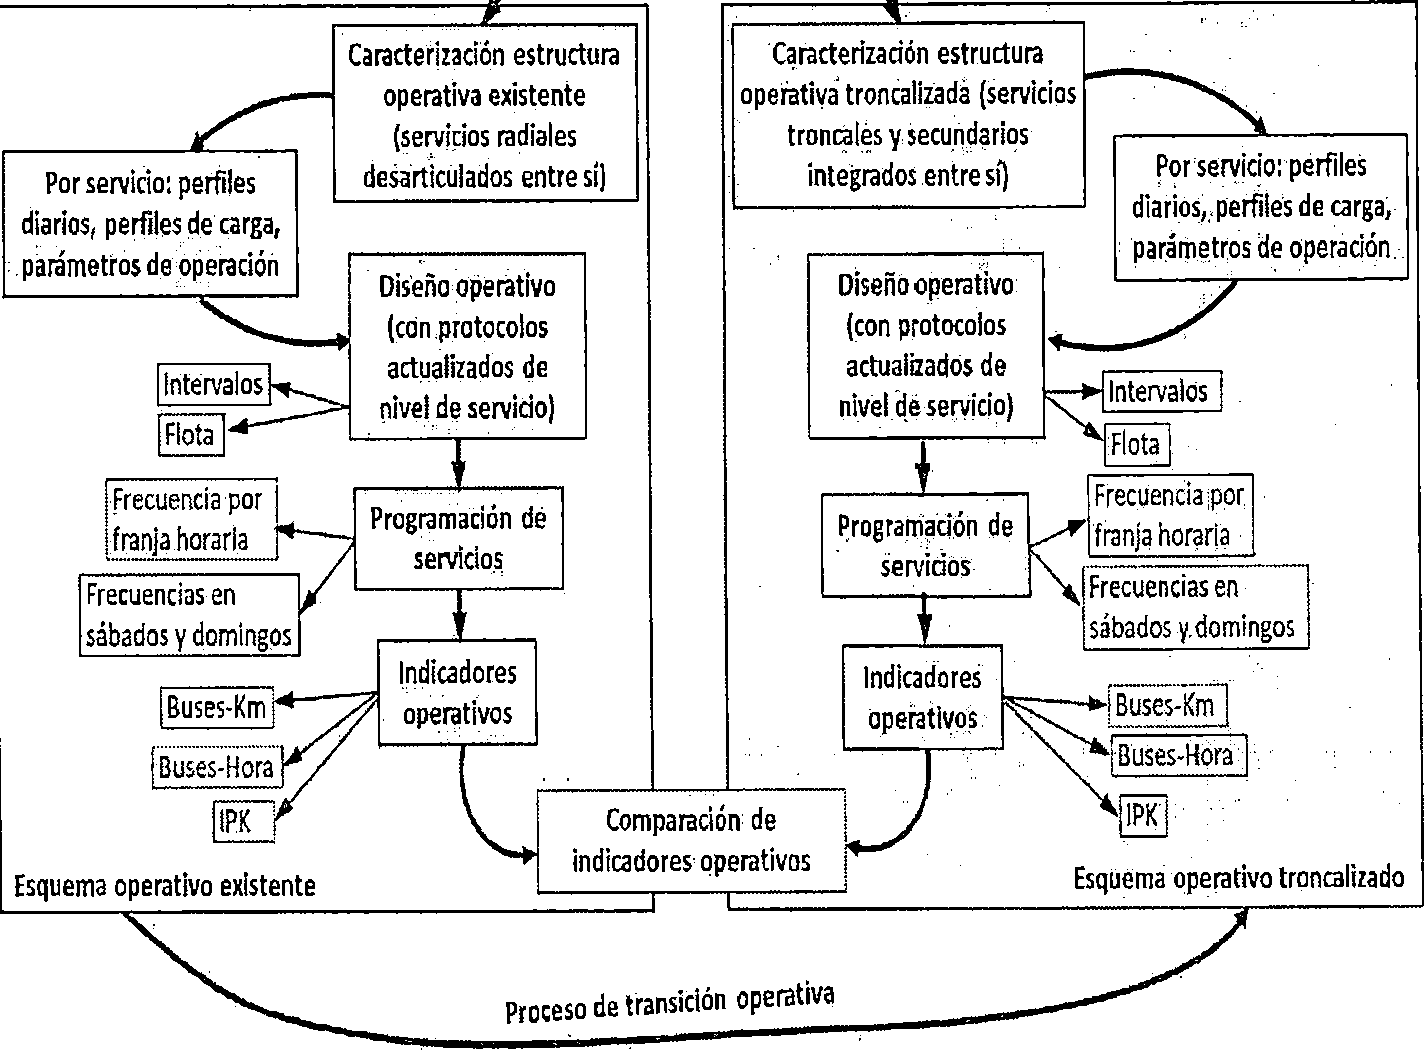 Caracterización estructura
operativa existente
(servicios radiales
desarticulados entre sí)
Por servicio: perfiles
diarios, perfiles de carga,
parámetros de operación
Diseño operativo
(con protocolos
actualizados de
nivel de servicio)
Intervalos
Flota
Programación de
servicios
Frecuencia por
franja horaria
Frecuencias en
sábados y domingos
Indicadores
operativos
Buses-Km
Buses-Hora
IPK
Esquema operativo existente
Caracterización estructura
operativa troncalizada (servicios
troncales y secundarios
integrados entre sí)
Por servicio: perfiles
diarios, perfiles de carga,
parámetros de operación
Diseño operativo
(con protocolos
actualizados de
nivel de servicio)
Intervalos
Flota
Programación de
servicios
Frecuencia por
franja horaria
Frecuencias en
sábados y domingos
Indicadores
operativos
Buses-Km
Buses-Hora
IPK
Esquema operativo troncalizado
Comparación de
indicadores operativos
Proceso de transición operativa